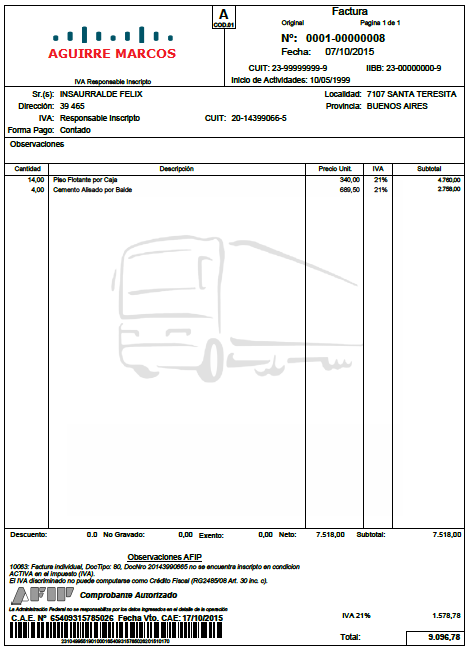 A
COD.01
Factura
Original Pagina 1 de 1
Nº: 0001-00000008
Fecha: 07/10/2015
AGUIRRE MARCOS
CUIT: 23-99999999-9 IIBB: 23-00000000-9
IVA Responsable Inscripto
Inicio de Actividades: 10/05/1999
Sr.(s): INSAURRALDE FELIX Localidad: 7107 SANTA TERESITA
Dirección: 39 465 Provincia: BUENOS AIRES
IVA: Responsable Inscripto CUIT: 20-14399066-5
Forma Pago: Contado
Observaciones
Cantidad Descripción Precio Unit. IVA Subtotal
14,00 Piso Flotante por Caja 340,00 21% 4.760,00
4,00 Cemento Alisado por Balde 689,50 21% 2.758,00
Descuento: 0.0 No Gravado: 0,00 Exento: 0,00 Neto: 7.518,00 Subtotal: 7.518,00
Observaciones AFIP
10063: Factura individual, DocTipo: 80, DocNro 20143990665 no se encuentra inscripto en condicion
ACTIVA en el Impuesto (IVA).
El IVA discriminado no puede computarse como Crédito Fiscal (RG2485/08 Art. 30 inc. c).
AFIP Comprobante Autorizado
La Administración Federal no se responsabiliza por los datos ingresados en el detalle de la operación
C.A.E. Nº 65409315785026 Fecha Vto. CAE: 17/10/2015
IVA 21% 1.578,78
Total: 9.096,78